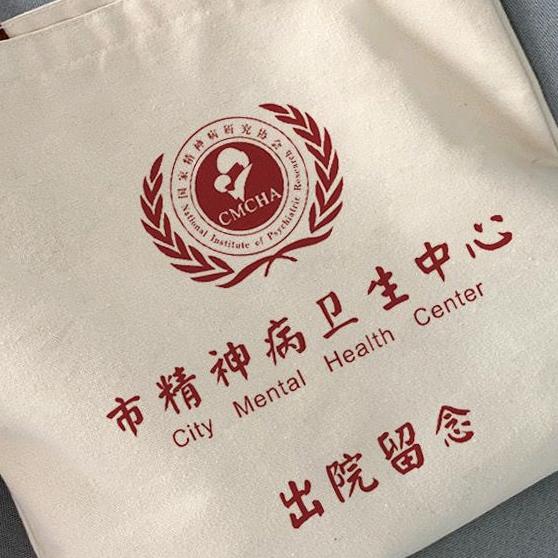 国家精神病研究协会
CMCHA
National Institute of Psychiatric Research
市精神病卫生中心
City Mental Health Center
出院留念